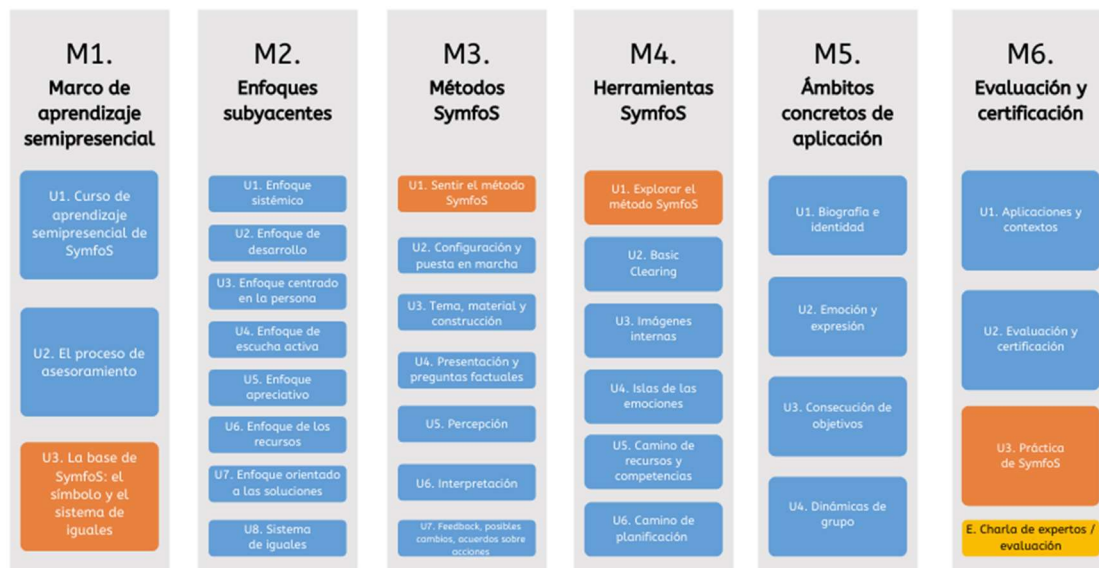 M1.
Marco de
aprendizaje
semipresencial
U1. Curso de
aprendizaje
semipresencial de
SymfoS
U2. El proceso de
asesoramiento
U3. La base de
SymfoS: el
símbolo y el
sistema de
iguales
M2.
Enfoques
subyacentes
U1. Enfoque
sistémico
U2. Enfoque de
desarrollo
U3. Enfoque centrado
en la persona
U4. Enfoque de
escucha activa
U5. Enfoque
apreciativo
U6. Enfoque de los
recursos
U7. Enfoque orientado
a las soluciones
U8. Sistema
de iguales
M3.
Métodos
SymfoS
U1. Sentir el método
SymfoS
U2. Configuración y
puesta en marcha
U3. Tema, material y
construcción
U4. Presentación y
preguntas factuales
U5. Percepción
U6. Interpretación
U7. Feedback, posibles
cambios, acuerdos sobre
acciones
M4.
Herramientas
SymfoS
U1. Explorar el
método SymfoS
U2. Basic
Clearing
U3. Imágenes
internas
U4. Islas de las
emociones
U5. Camino de
recursos y
competencias
U6. Camino de
planificación
M5.
Ámbitos
concretos de
aplicación
U1. Biografía e
identidad
U2. Emoción y
expresión
U3. Consecución de
objetivos
U4. Dinámicas de
grupo
M6.
Evaluación y
certificación
U1. Aplicaciones y
contextos
U2. Evaluación y
certificación
U3. Práctica
de SymfoS
E. Charla de expertos /
evaluación